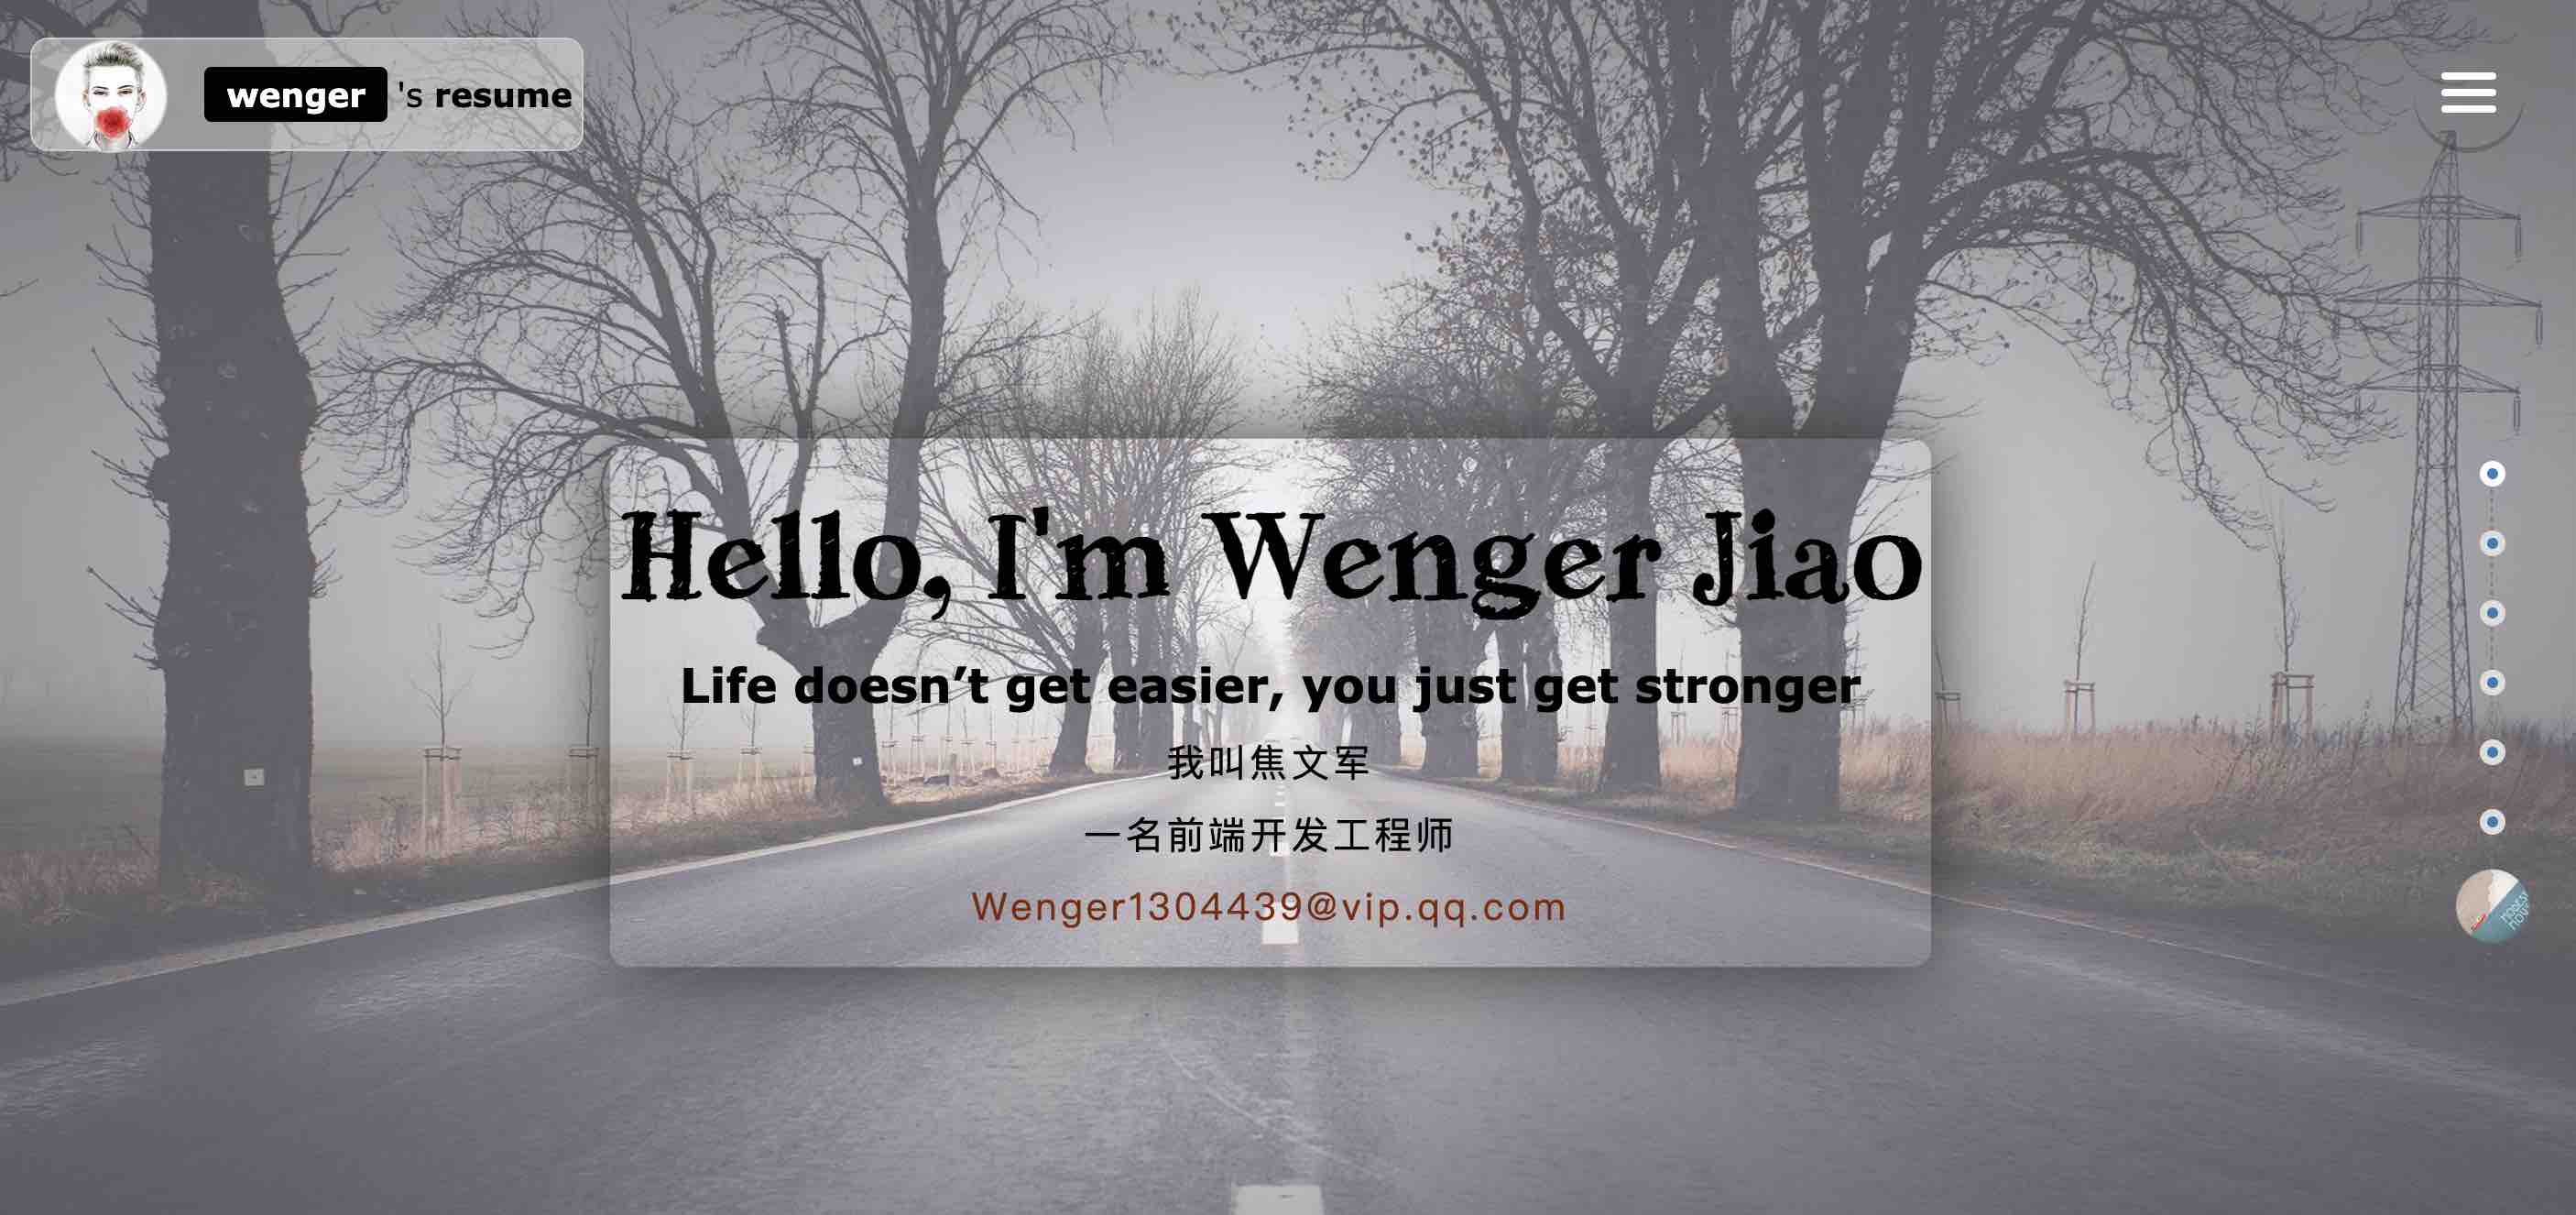 wenger 's resume
Hello, I'm Wenger Jiao
Life doesn’t get easier, you just get stronger
我叫焦文军
一名前端开发工程师
Wenger1304439@vip.qq.com